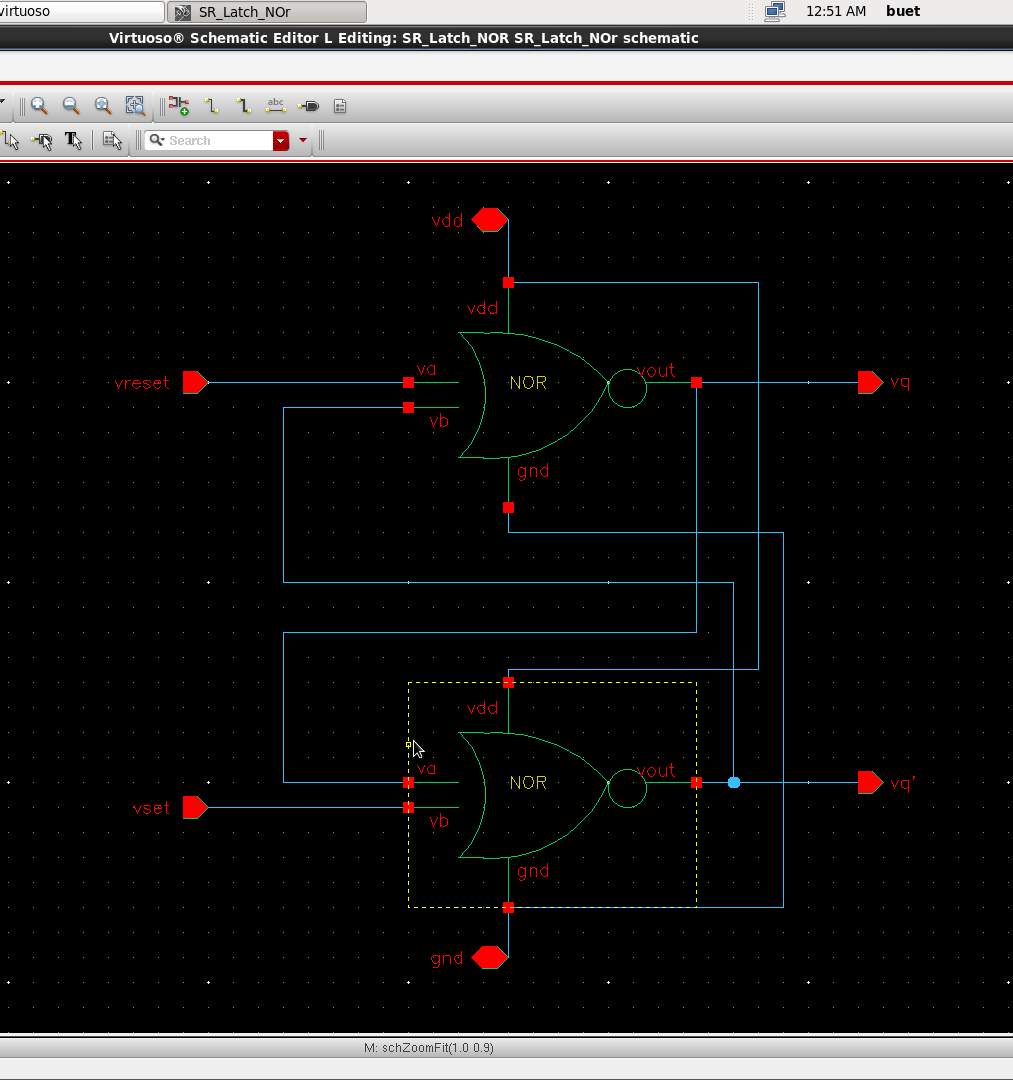 virtuoso
SR_Latch_NOr
12:51 AM
buet
Virtuoso® Schematic Editor L Editing: SR_Latch_NOR SR_Latch_NOr schematic
abc
T
Search
vdd
vdd
vreset
va
NOR
vout
vq
vb
gnd
vdd
va
NOR
vout
vq'
vset
vb
gnd
gnd
M: schZoomFit(1.0 0.9)